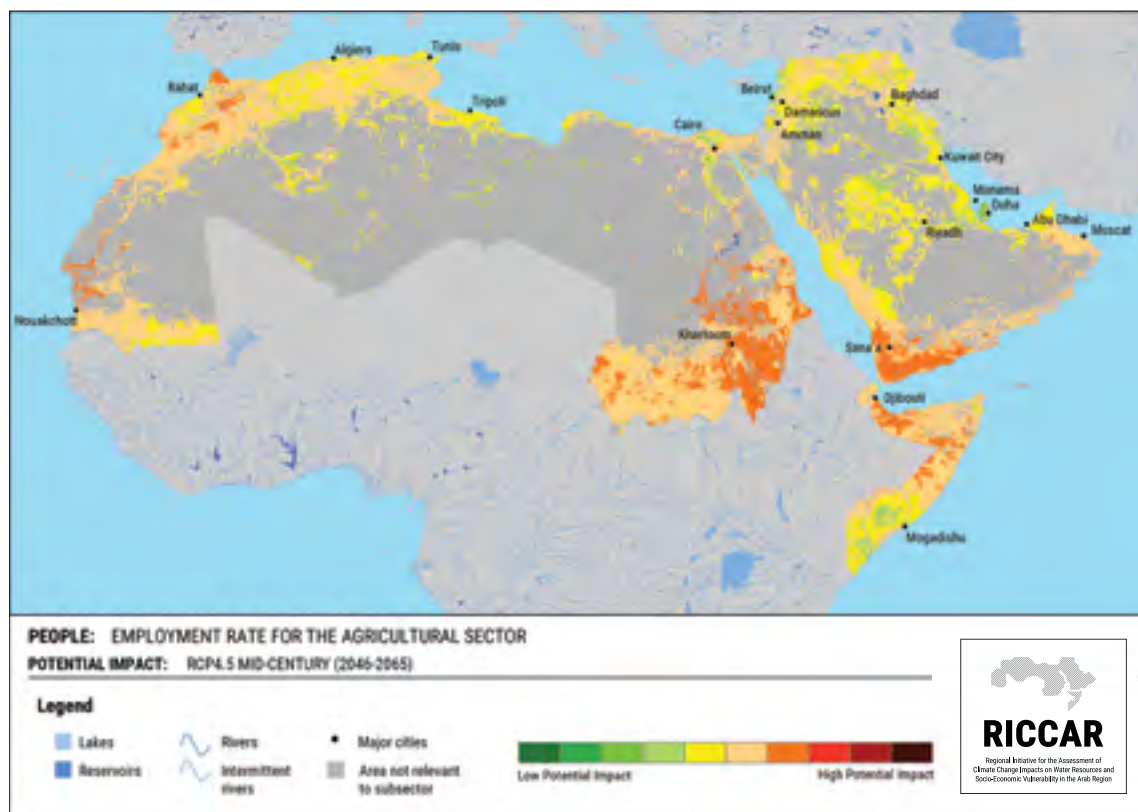 Algiers
Tunis
Rabat
Tripoli
Cairo
Beirut
Damascus
Amman
Baghdad
Kuwait City
Manama
Doha
Abu Dhabi
Muscat
Riyadh
Nouakchott
Khartoum
Sana'a
Djibouti
Mogadishu
PEOPLE: EMPLOYMENT RATE FOR THE AGRICULTURAL SECTOR
POTENTIAL IMPACT: RCP4.5 MID-CENTURY (2046-2065)
Legend
Lakes
Reservoirs
Rivers
Intermittent
rivers
Major cities
Area not relevant
to subsector
Low Potential Impact
High Potential Impact
RICCAR
Regional Initiative for the Assessment of
Climate Change Impacts on Water Resources and
Socio-Economic Vulnerability in the Arab Region